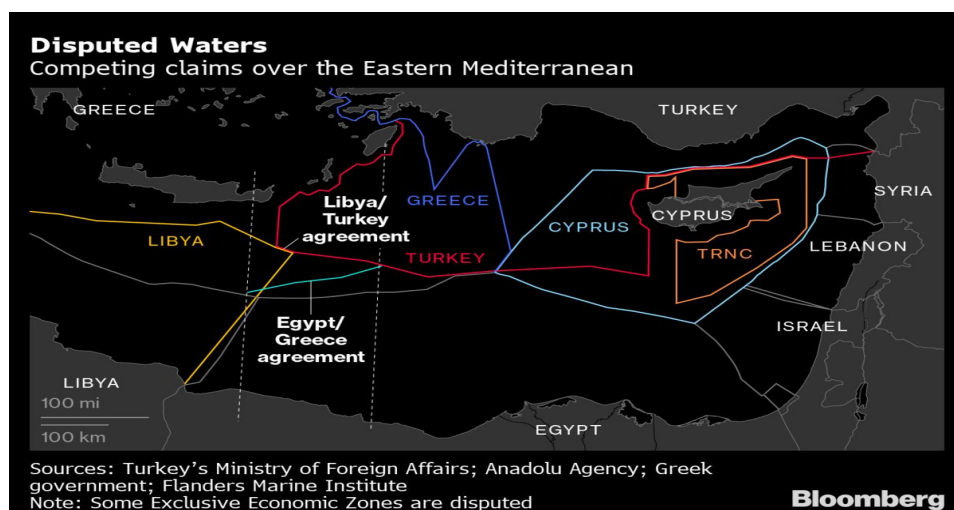 Disputed Waters
Competing claims over the Eastern Mediterranean
GREECE
TURKEY
SYRIA
Libya/
Turkey
agreement
GREECE
CYPRUS
CYPRUS
LIBYA
TURKEY
TRNC
LEBANON
Egypt/
Greece
agreement
ISRAEL
LIBYA
100 mi
100 km
EGYPT
Sources: Turkey's Ministry of Foreign Affairs; Anadolu Agency; Greek
government; Flanders Marine Institute
Note: Some Exclusive Economic Zones are disputed
Bloomberg